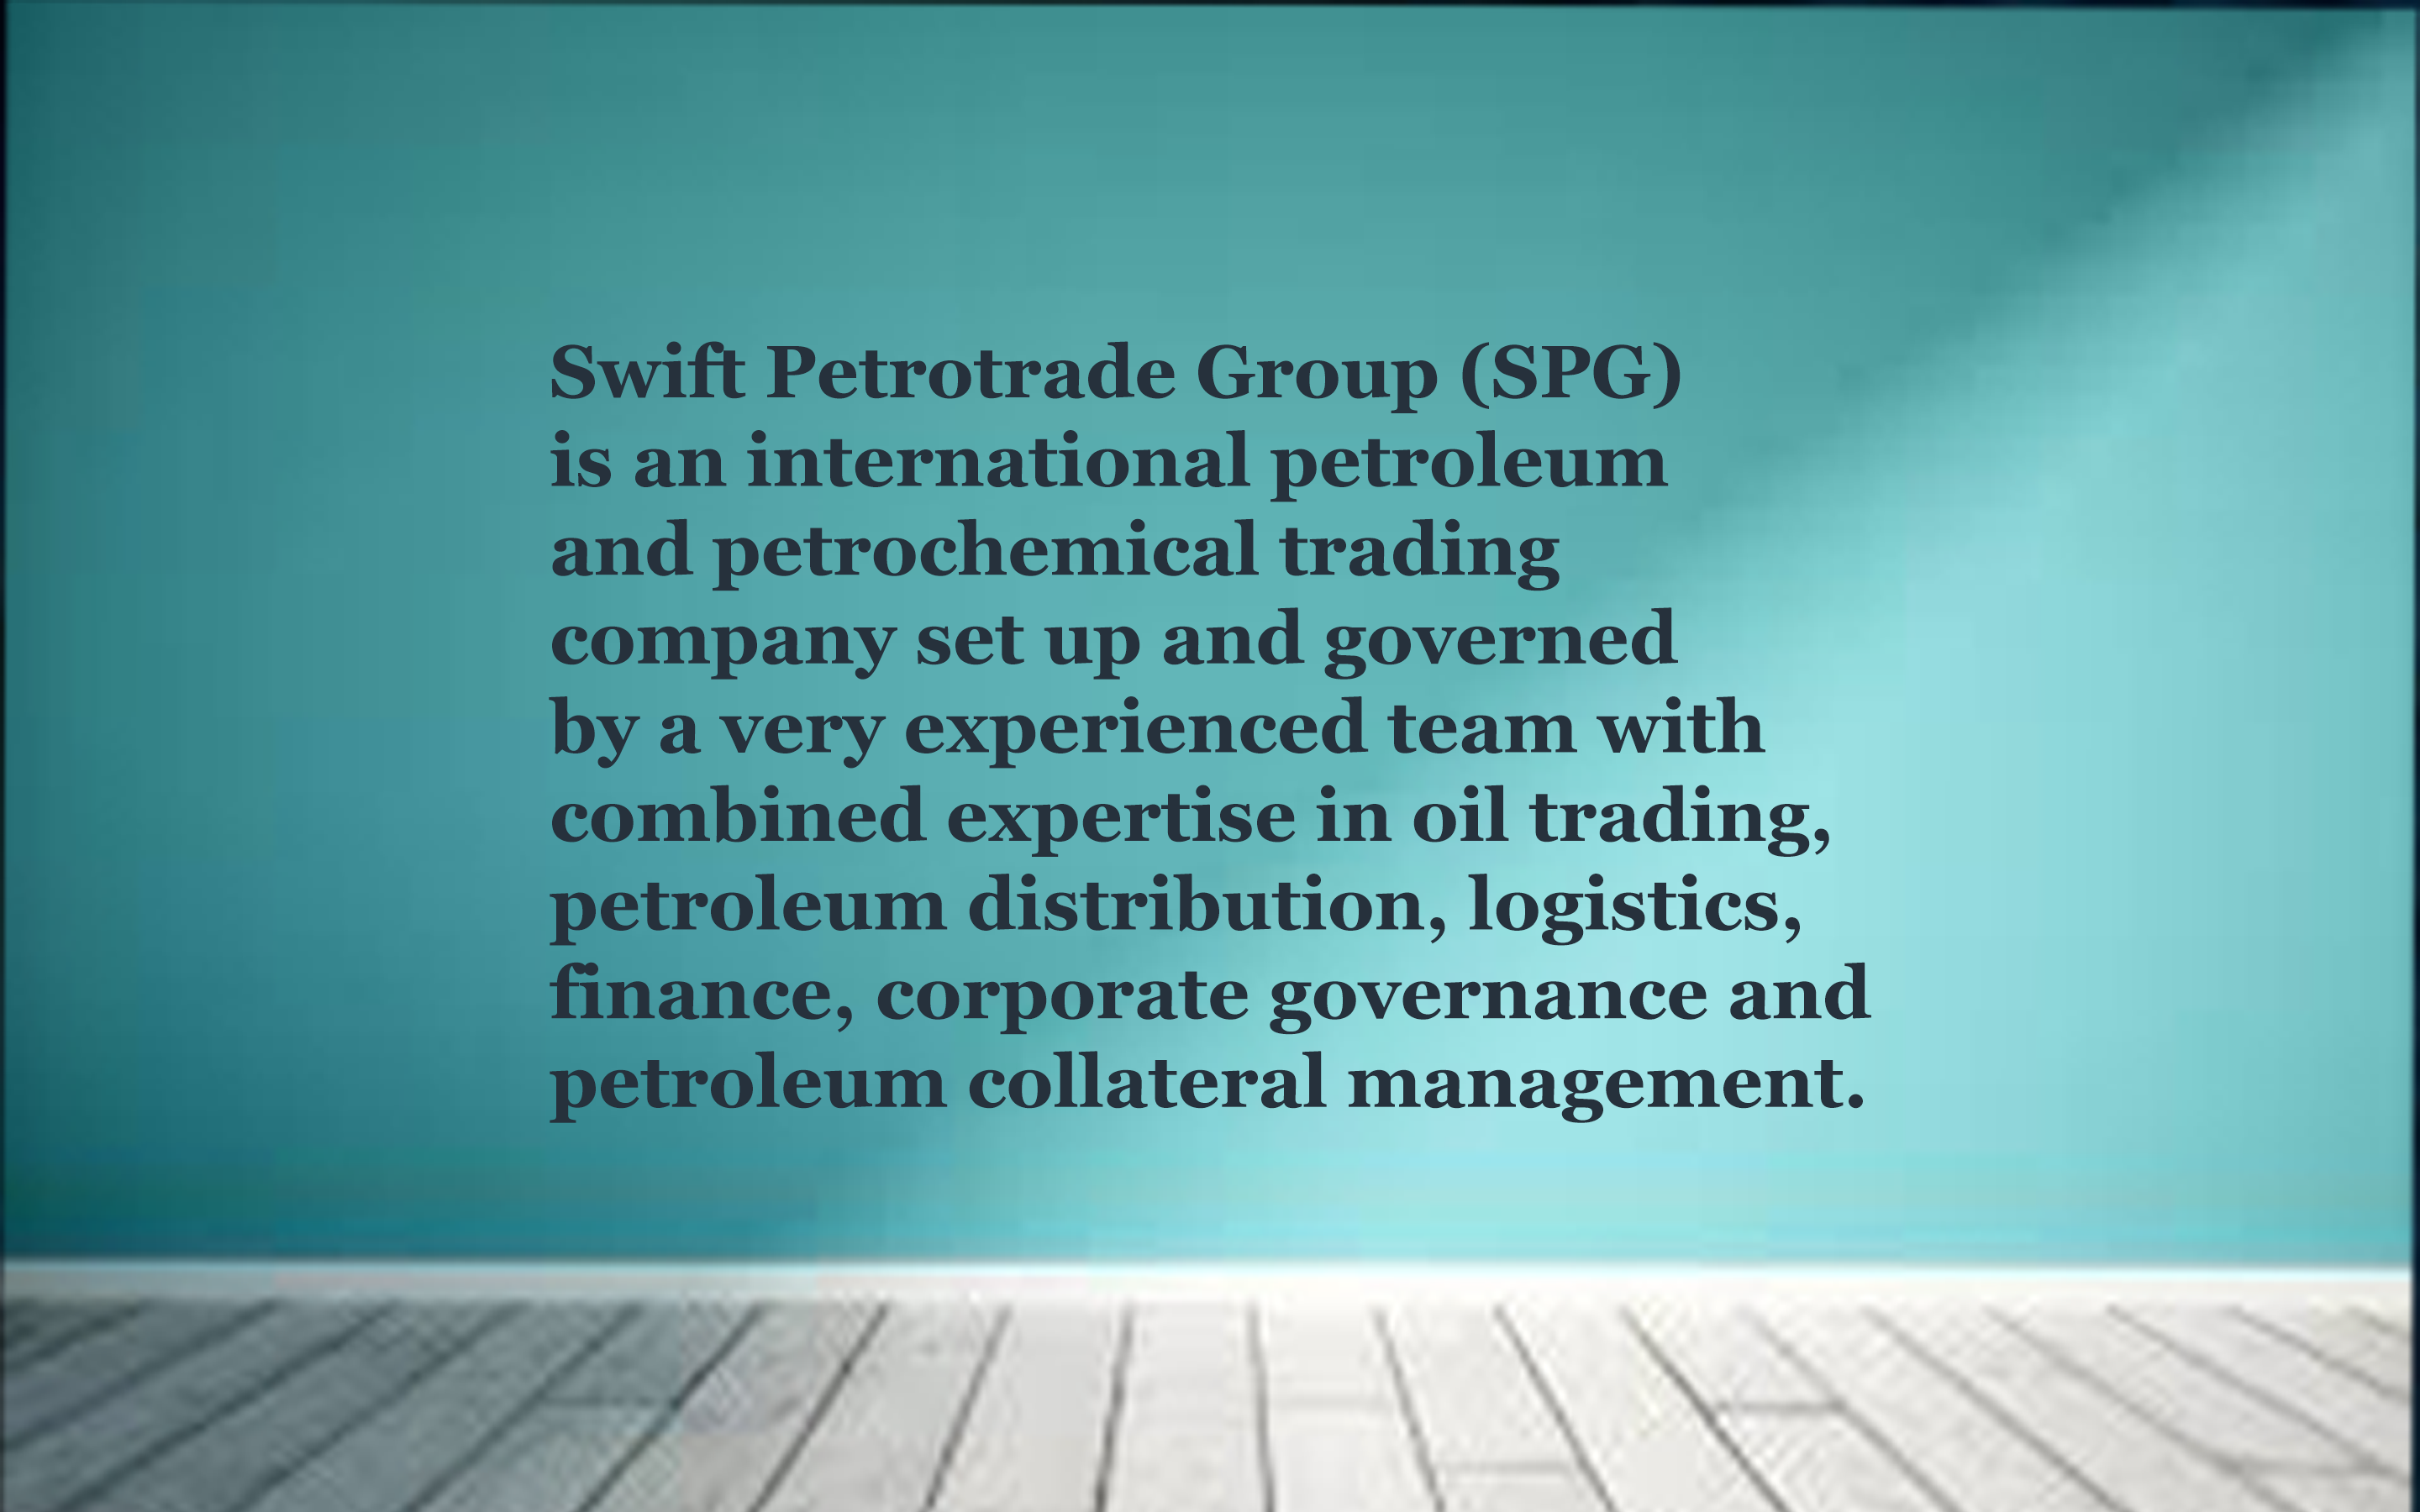 Swift Petrotrade Group (SPG)
is an international petroleum
and petrochemical trading
company set up and governed
by a very experienced team with
combined expertise in oil trading,
petroleum distribution, logistics,
finance, corporate governance and
petroleum collateral management.